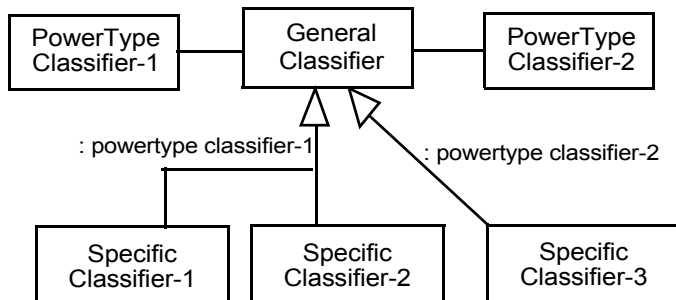 PowerType
Classifier-1
General
Classifier
PowerType
Classifier-2
: powertype classifier-1
: powertype classifier-2
Specific
Classifier-1
Specific
Classifier-2
Specific
Classifier-3